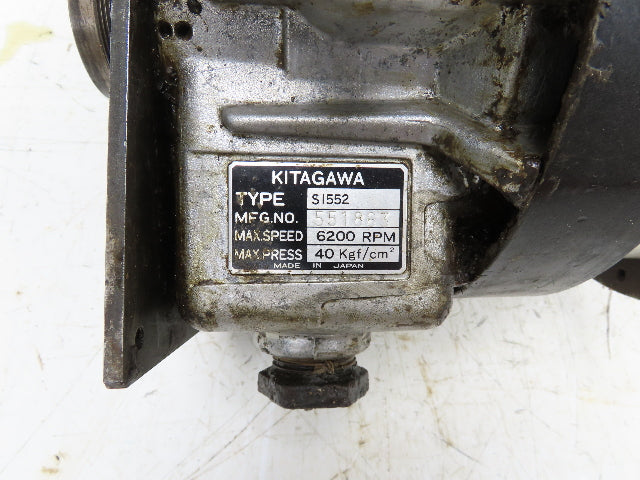 KITAGAWA
TYPE S1552
MFG.NO.
MAX.SPEED 6200 RPM
MAX.PRESS 40 Kgf/cm²
MADE IN JAPAN